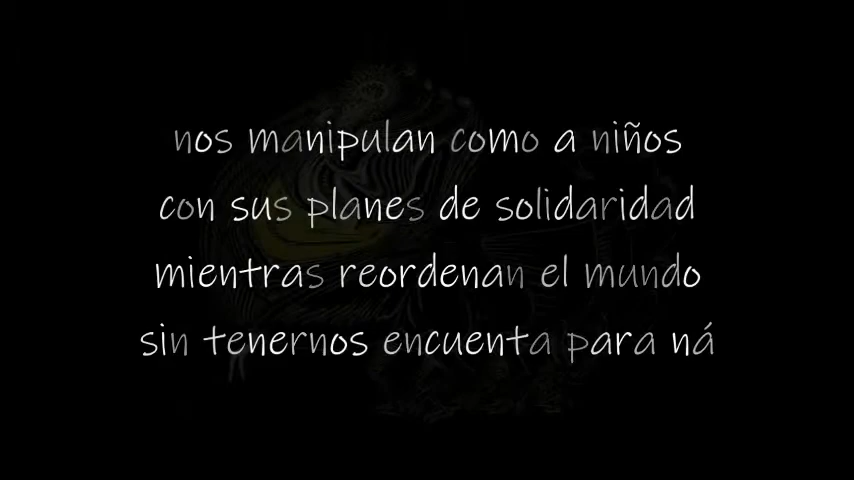 nos manipulan como a niños
con sus planes de solidaridad
mientras reordenan el mundo
sin tenernos encuenta para ná